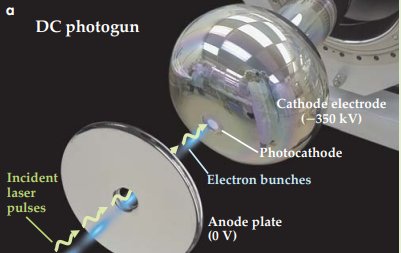 a
DC photogun
Cathode electrode
(−350 kV)
Photocathode
Electron bunches
Incident
laser
pulses
Anode plate
(0 V)